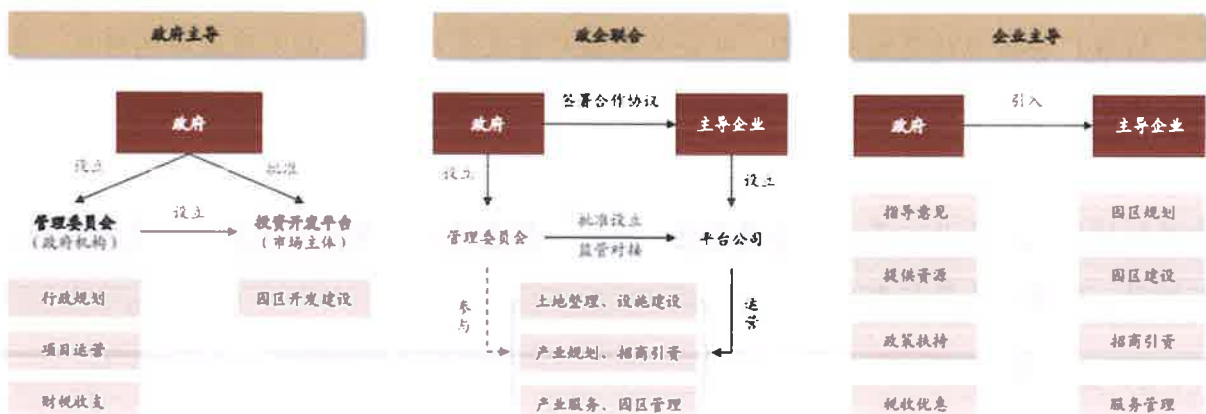 政府主导
政府
设立
批准
管理委员会
（政府机构）
设立
投资开发平台
（市场主体）
行政规划
园区开发建设
项目运营
财税收支
政企联合
政府
签署合作协议
主导企业
设立
设立
管理委员会
批准设立
监管对接
平台公司
参与
运营
土地整理、设施建设
产业规划、招商引资
产业服务、园区管理
企业主导
政府
引入
主导企业
指导意见
园区规划
提供资源
园区建设
政策扶持
招商引资
税收优惠
服务管理